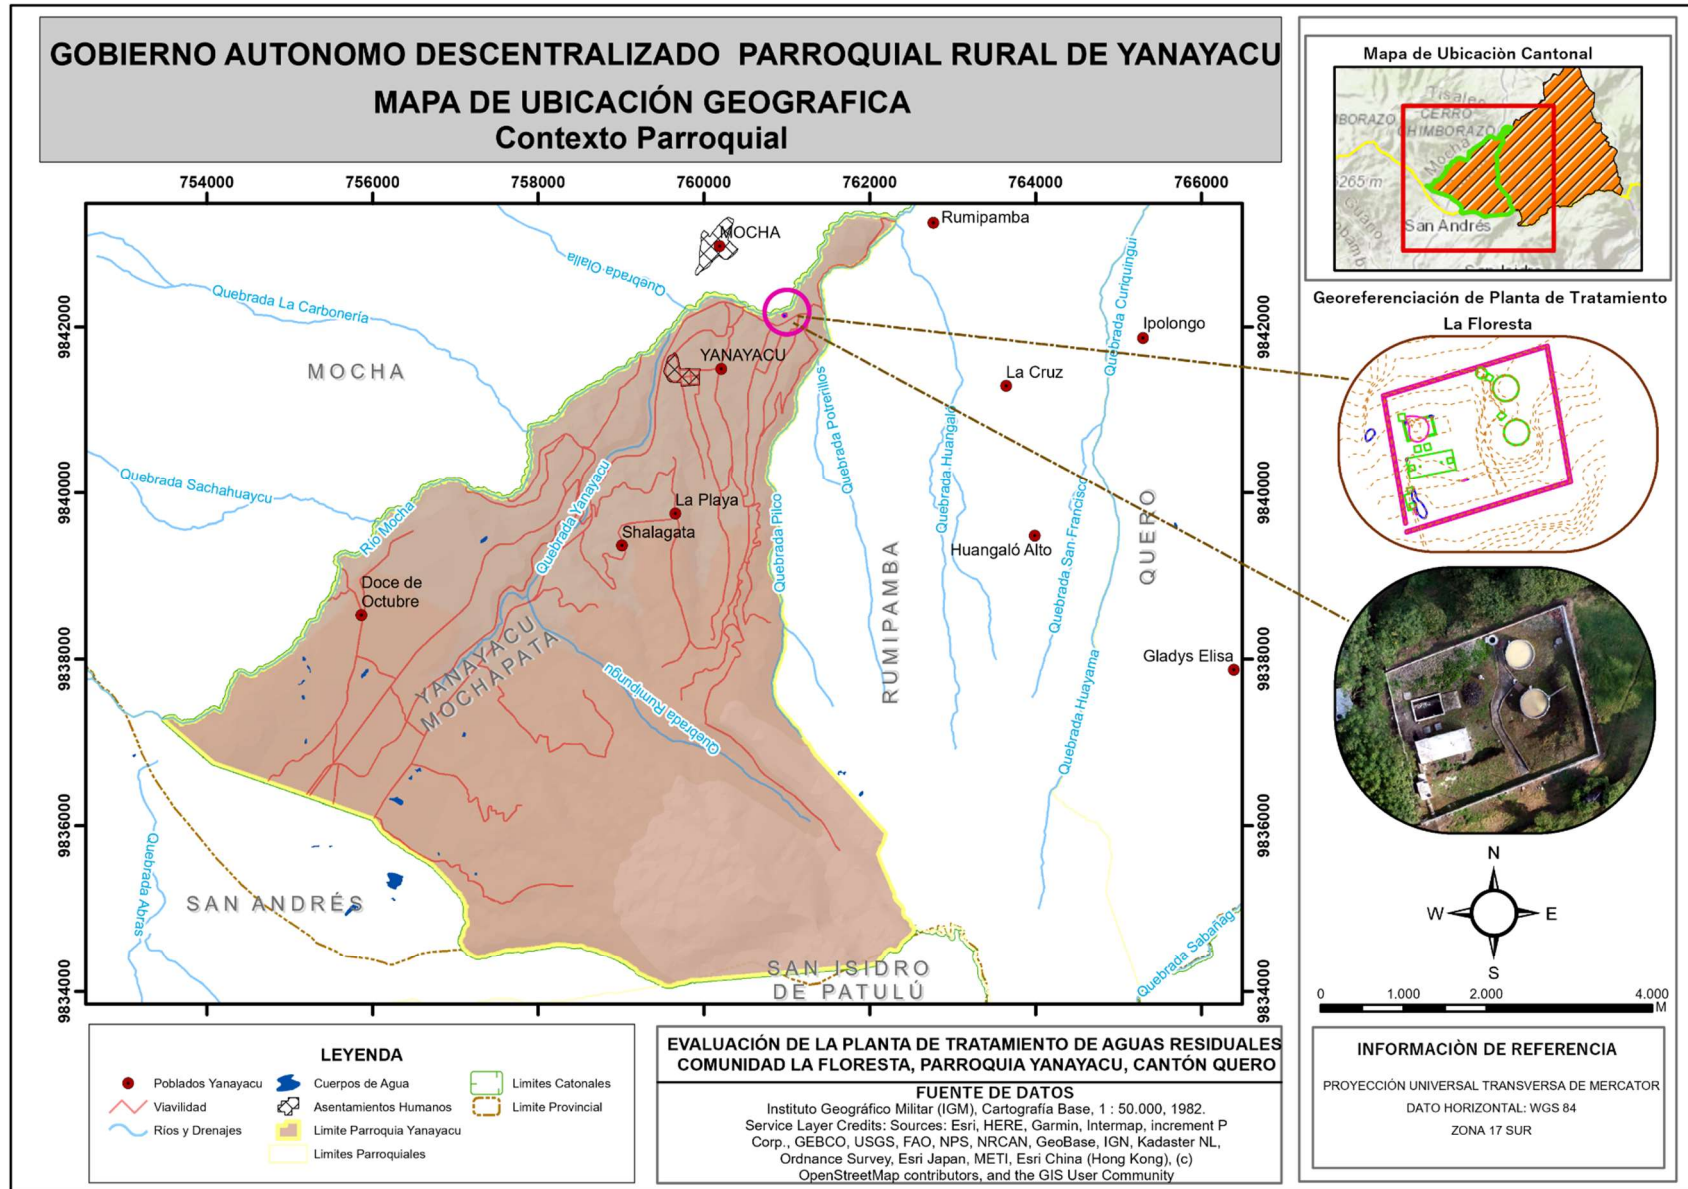 GOBIERNO AUTONOMO DESCENTRALIZADO PARROQUIAL RURAL DE YANAYACU
MAPA DE UBICACIÓN GEOGRAFICA
Contexto Parroquial
754000
756000
758000
760000
762000
764000
766000
9842000
9840000
9838000
9836000
9834000
9842000
9840000
9838000
9836000
9834000
MOCHA
Rumipamba
Quebrada Olalla
Quebrada La Carbonería
Quebrada Curiquingui
Ipolongo
MOCHA
YANAYACU
La Cruz
Quebrada Potrerillos
Quebrada Huangaló
Quebrada Sachahuaycu
Río Mocha
Quebrada Yanayacu
La Playa
Shalagata
Quebrada Pilco
QUERO
Huangaló Alto
Quebrada San Francisco
RUMIPAMBA
Doce de
Octubre
YANAYACU
MOCHAPATA
Quebrada Rumipungu
Gladys Elisa
Quebrada Huayama
Quebrada Abras
SAN ANDRÉS
SAN ISIDRO
DE PATULÚ
Quebrada Sabañag
LEYENDA
Poblados Yanayacu
Viavilidad
Ríos y Drenajes
Cuerpos de Agua
Asentamientos Humanos
Limite Parroquia Yanayacu
Limites Parroquiales
Limites Catonales
Limite Provincial
EVALUACIÓN DE LA PLANTA DE TRATAMIENTO DE AGUAS RESIDUALES
COMUNIDAD LA FLORESTA, PARROQUIA YANAYACU, CANTÓN QUERO
FUENTE DE DATOS
Instituto Geográfico Militar (IGM), Cartografía Base, 1 : 50.000, 1982.
Service Layer Credits: Sources: Esri, HERE, Garmin, Intermap, increment P
Corp., GEBCO, USGS, FAO, NPS, NRCAN, GeoBase, IGN, Kadaster NL,
Ordnance Survey, Esri Japan, METI, Esri China (Hong Kong), (c)
OpenStreetMap contributors, and the GIS User Community
Mapa de Ubicaciòn Cantonal
Tisaleo
CERRO
CHIMBORAZO
Mocha
Guano
San Andrés
Georeferenciación de Planta de Tratamiento
La Floresta
N
W
E
S
0
1.000
2.000
4.000
M
INFORMACIÒN DE REFERENCIA
PROYECCIÓN UNIVERSAL TRANSVERSA DE MERCATOR
DATO HORIZONTAL: WGS 84
ZONA 17 SUR